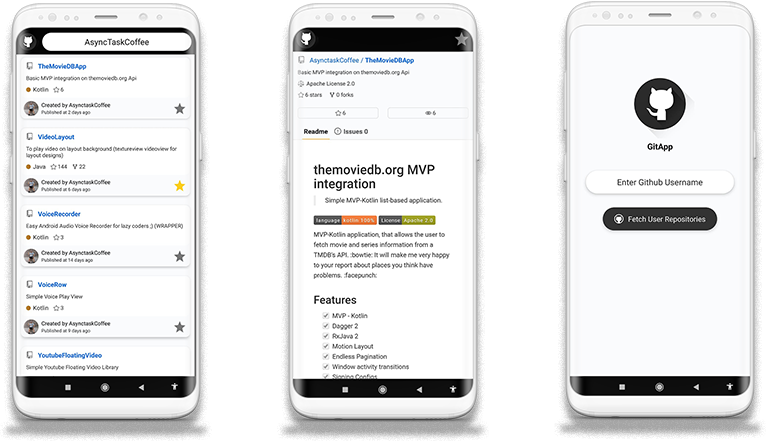 AsyncTaskCoffee
TheMovieDBApp
Basic MVP integration on themoviedb.org Api
Kotlin 6
Created by AsynctaskCoffee
Published at 2 days ago
VideoLayout
To play video on layout background (textureview videoview for
layout designs)
Java 144 22
Created by AsynctaskCoffee
Published at 6 days ago
VoiceRecorder
Easy Android Audio Voice Recorder for lazy coders ;) (WRAPPER)
Kotlin 3
Created by AsynctaskCoffee
Published at 14 days ago
VoiceRow
Simple Voice Play View
Kotlin 3
Created by AsynctaskCoffee
Published at 9 days ago
YoutubeFloatingVideo
Simple Youtube Floating Video Library
AsynctaskCoffee / TheMovieDBApp
Basic MVP integration on themoviedb.org Api
Apache License 2.0
6 stars 0 forks
6 6
Readme Issues 0
themoviedb.org MVP
integration
Simple MVP-Kotlin list-based application.
language kotlin 100% License Apache 2.0
MVP-Kotlin application, that allows the user to
fetch movie and series information from a
TMDB's API. :bowtie: It will make me very happy
to your report about places you think have
problems. :facepunch:
Features
MVP - Kotlin
Dagger 2
RxJava 2
Motion Layout
Endless Pagination
Window activity transitions
Signing Configs
GitApp
Enter Github Username
Fetch User Repositories